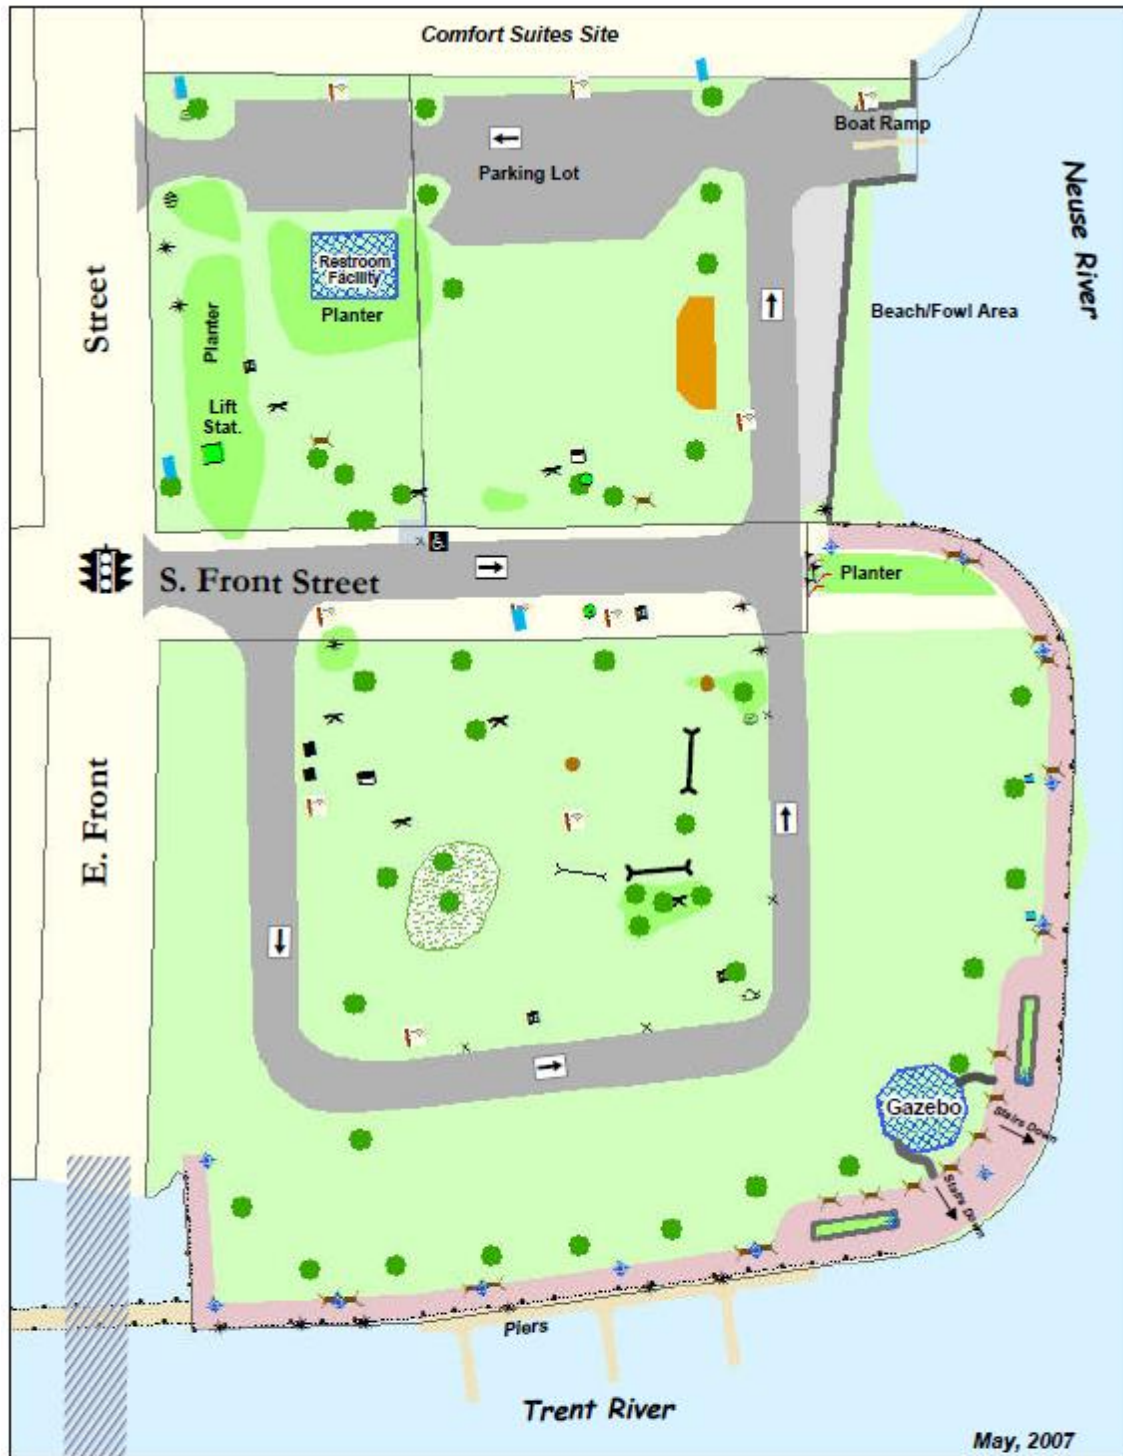 Comfort Suites Site
Boat Ramp
Parking Lot
Neuse River
Restroom
Facility
Planter
Beach/Fowl Area
Street
Planter
Lift
Stat.
S. Front Street
Planter
E. Front
Gazebo
Stairs Down
Stairs Down
Piers
Trent River
May, 2007